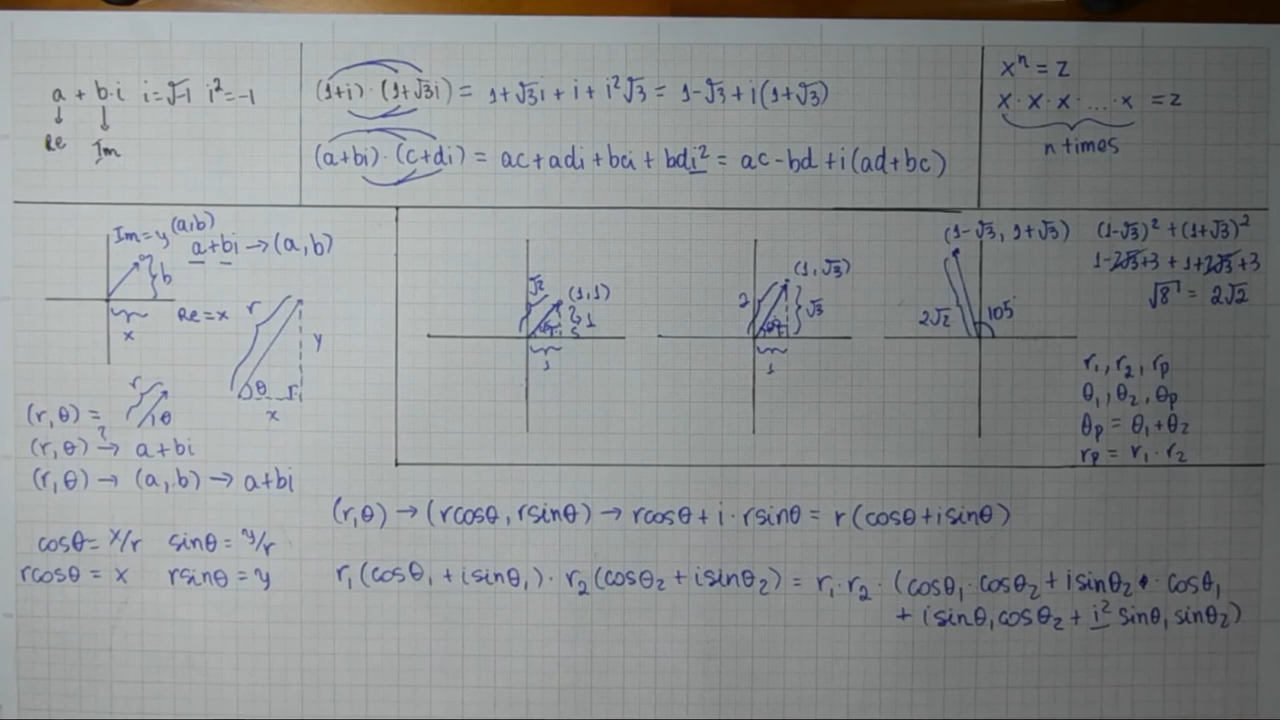 a + b·i i=√-1 i²=-1
↓ ↓
Re Im
(1+i)·(1+√3i) = 1+√3i + i + i²√3 = 1-√3 + i(1+√3)
(a+bi)·(c+di) = ac+adi+bci+bdi² = ac-bd+i(ad+bc)
xⁿ = z
x·x·x·....·x = z
n times
Im=y (a,b)
a+bi → (a,b)
b
x Re=x
r y
θ
x
(r,θ) = r θ
(r,θ) →? a+bi
(r,θ) → (a,b) → a+bi
cosθ = x/r sinθ = y/r
rcosθ = x rsinθ = y
√2 (1,1)
1
1
(1,√3)
2 √3
1
(1-√3, 1+√3)
2√2 105°
(1-√3)² + (1+√3)²
1-2√3+3 + 1+2√3+3
√8 = 2√2
r₁, r₂, rp
θ₁, θ₂, θp
θp = θ₁+θ₂
rp = r₁·r₂
(r,θ) → (rcosθ, rsinθ) → rcosθ + i·rsinθ = r(cosθ+isinθ)
r₁(cosθ₁+isinθ₁)·r₂(cosθ₂+isinθ₂) = r₁·r₂·(cosθ₁·cosθ₂+isinθ₂·cosθ₁
+ isinθ₁cosθ₂ + i² sinθ₁sinθ₂)